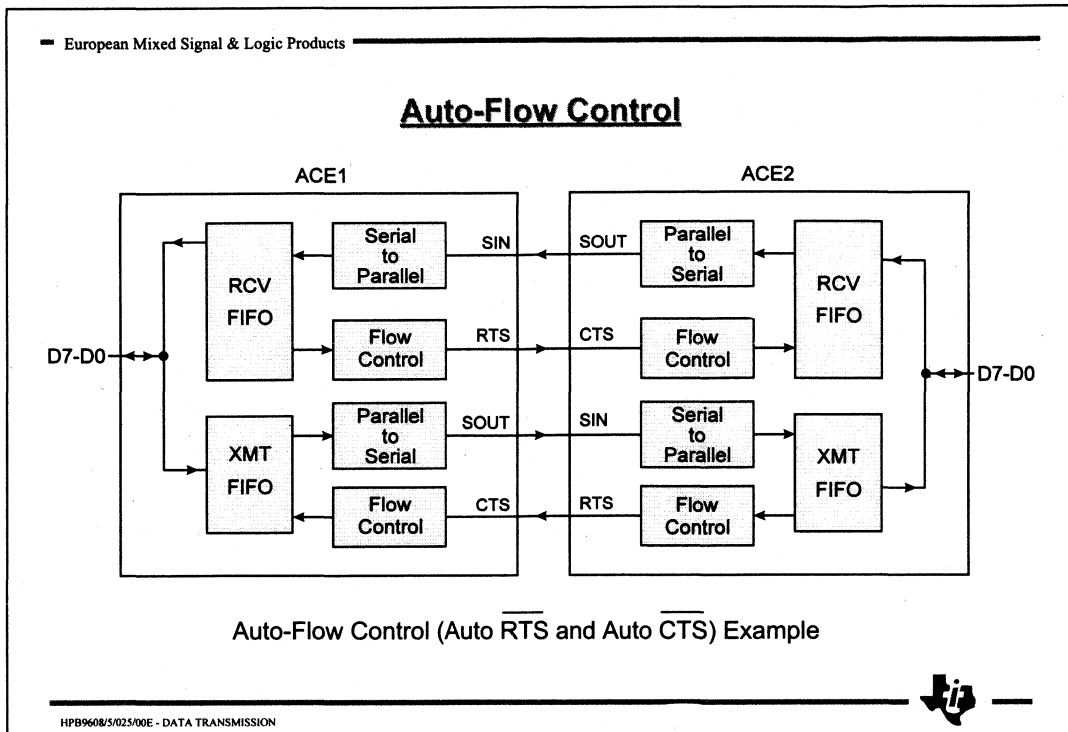 European Mixed Signal & Logic Products
Auto-Flow Control
ACE1
ACE2
RCV
FIFO
Serial
to
Parallel
SIN
SOUT
Parallel
to
Serial
RCV
FIFO
Flow
Control
RTS
CTS
Flow
Control
D7-D0
D7-D0
XMT
FIFO
Parallel
to
Serial
SOUT
SIN
Serial
to
Parallel
XMT
FIFO
Flow
Control
CTS
RTS
Flow
Control
Auto-Flow Control (Auto R̅T̅S̅ and Auto C̅T̅S̅) Example
HPB9608/5/025/00E - DATA TRANSMISSION